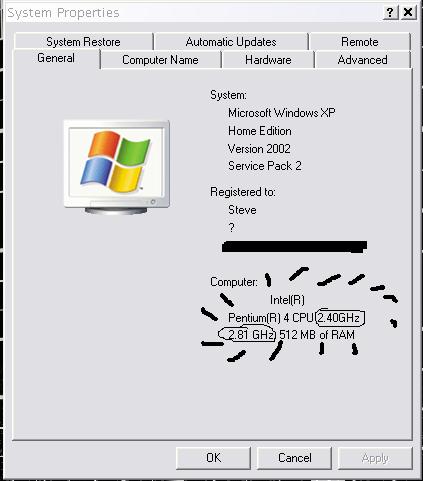 System Properties
System Restore
Automatic Updates
Remote
General
Computer Name
Hardware
Advanced
System:
Microsoft Windows XP
Home Edition
Version 2002
Service Pack 2
Registered to:
Steve
?
Computer:
Intel(R)
Pentium(R) 4 CPU 2.40GHz
2.81 GHz, 512 MB of RAM
OK
Cancel
Apply